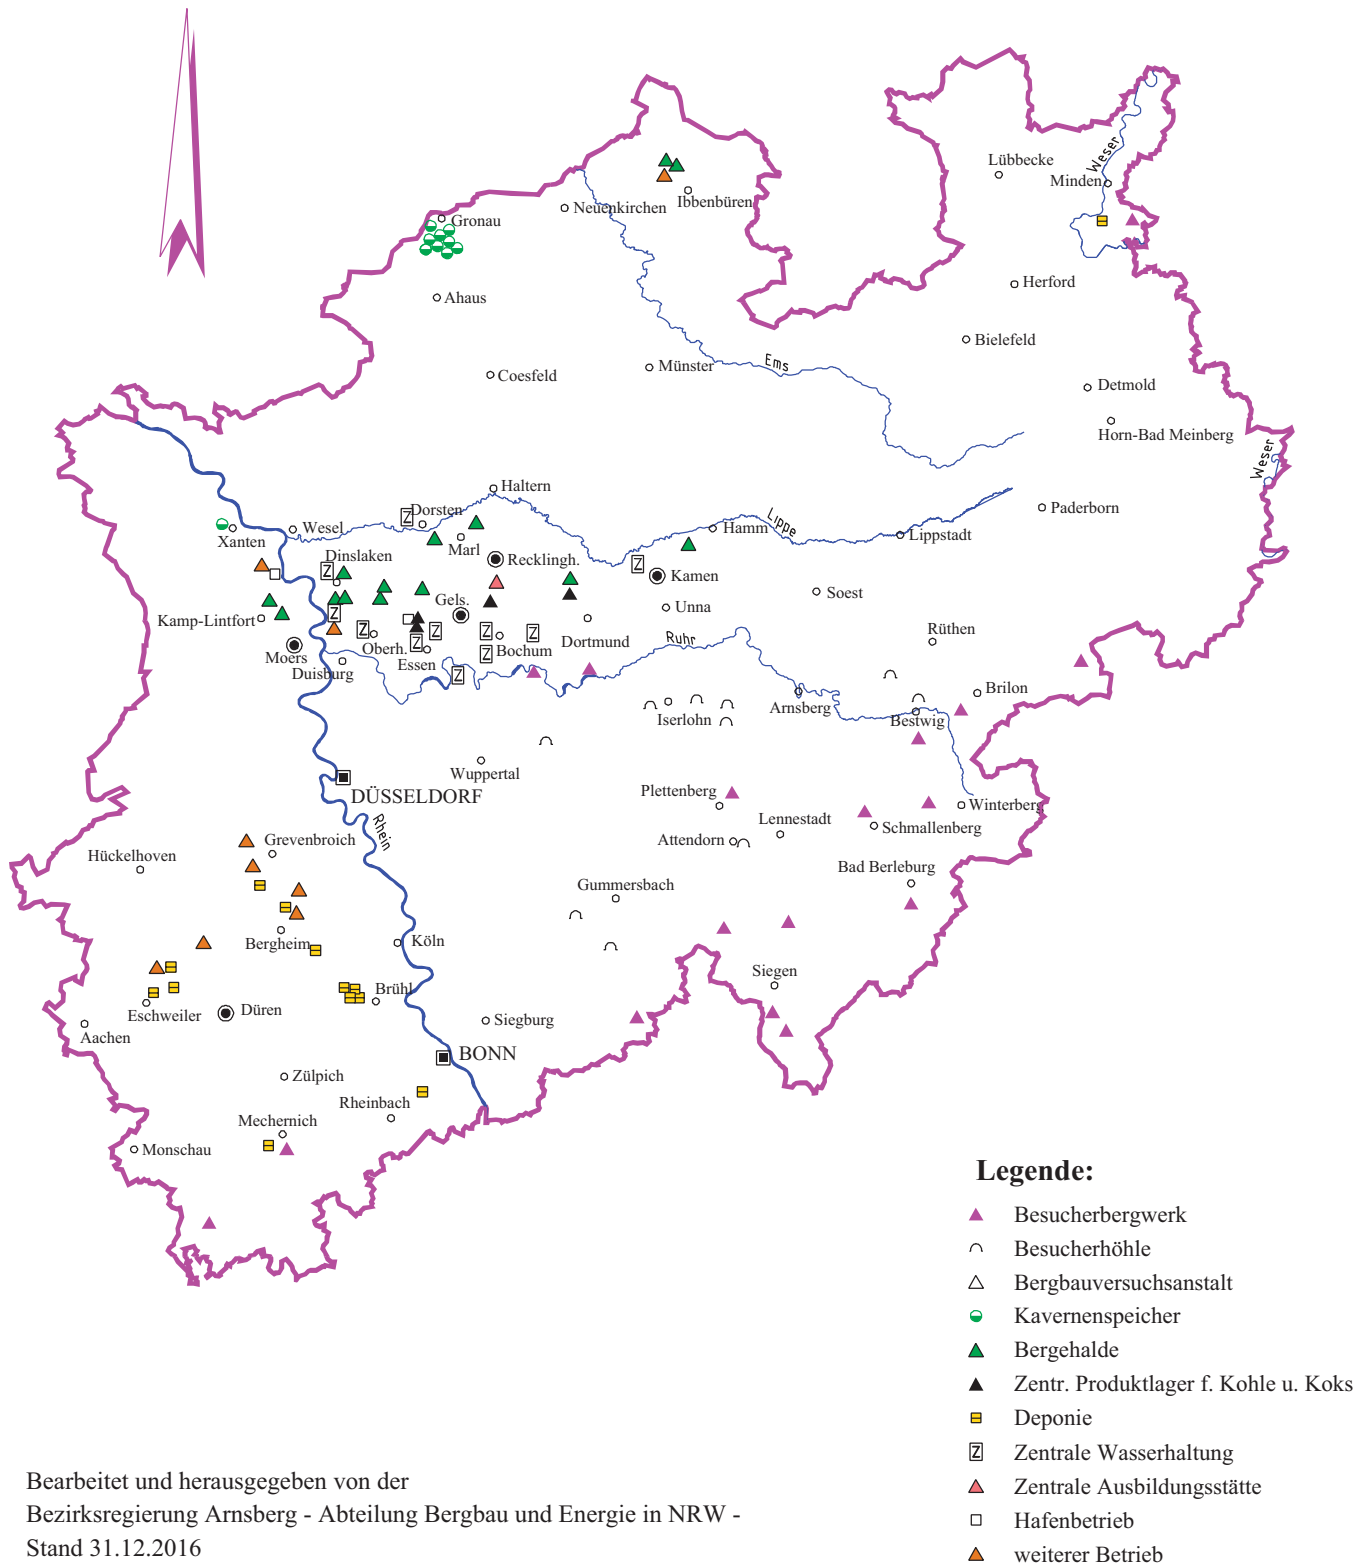 Weser
Lübbecke
Minden
Ibbenbüren
Neuenkirchen
Gronau
Herford
Ahaus
Bielefeld
Ems
Münster
Coesfeld
Detmold
Horn-Bad Meinberg
Weser
Haltern
Dorsten
Wesel
Lippe
Hamm
Paderborn
Lippstadt
Xanten
Marl
Dinslaken
Recklingh.
Kamen
Soest
Gels.
Unna
Kamp-Lintfort
Rüthen
Dortmund
Ruhr
Oberh.
Bochum
Moers
Essen
Duisburg
Brilon
Arnsberg
Iserlohn
Bestwig
Wuppertal
DÜSSELDORF
Plettenberg
Winterberg
Lennestadt
Schmallenberg
Rhein
Grevenbroich
Attendorn
Hückelhoven
Bad Berleburg
Gummersbach
Bergheim
Köln
Siegen
Brühl
Eschweiler
Düren
Siegburg
Aachen
BONN
Zülpich
Rheinbach
Mechernich
Monschau
Legende:
Besucherbergwerk
Besucherhöhle
Bergbauversuchsanstalt
Kavernenspeicher
Bergehalde
Zentr. Produktlager f. Kohle u. Koks
Deponie
Z Zentrale Wasserhaltung
Zentrale Ausbildungsstätte
Hafenbetrieb
weiterer Betrieb
Bearbeitet und herausgegeben von der
Bezirksregierung Arnsberg - Abteilung Bergbau und Energie in NRW -
Stand 31.12.2016